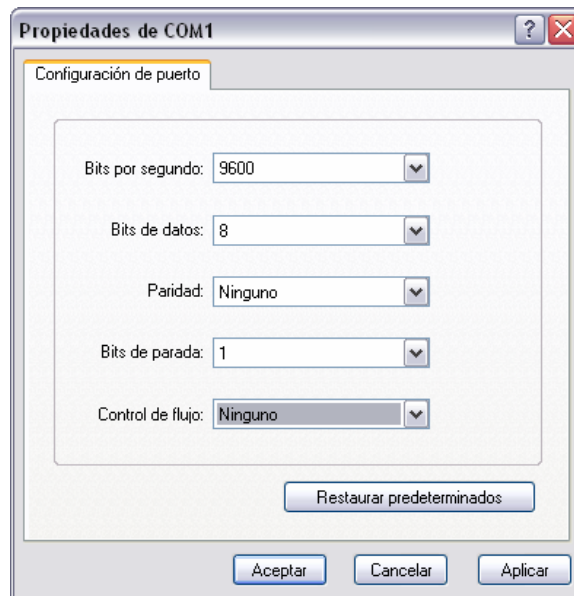 Propiedades de COM1
Configuración de puerto
Bits por segundo: 9600
Bits de datos: 8
Paridad: Ninguno
Bits de parada: 1
Control de flujo: Ninguno
Restaurar predeterminados
Aceptar Cancelar Aplicar